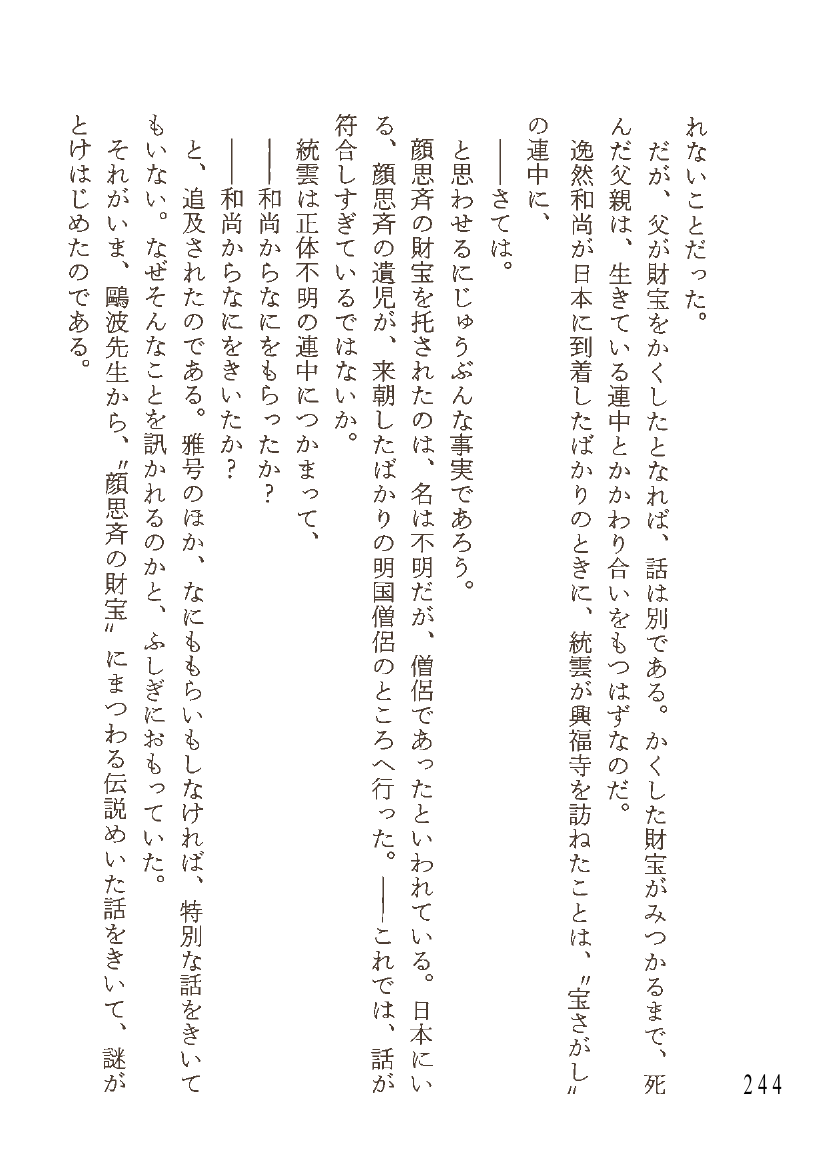 れないことだった。
だが、父が財宝をかくしたとなれば、話は別である。かくした財宝がみつかるまで、死
んだ父親は、生きている連中とかかわり合いをもつはずなのだ。
逸然和尚が日本に到着したばかりのときに、統雲が興福寺を訪ねたことは、〝宝さがし〟
の連中に、
――さては。
と思わせるにじゅうぶんな事実であろう。
顔思斉の財宝を托されたのは、名は不明だが、僧侶であったといわれている。日本にい
る、顔思斉の遺児が、来朝したばかりの明国僧侶のところへ行った。――これでは、話が
符合しすぎているではないか。
統雲は正体不明の連中につかまって、
――和尚からなにをもらったか？
――和尚からなにをきいたか？
と、追及されたのである。雅号のほか、なにももらいもしなければ、特別な話をきいて
もいない。なぜそんなことを訊かれるのかと、ふしぎにおもっていた。
それがいま、鷗波先生から、〝顔思斉の財宝〟にまつわる伝説めいた話をきいて、謎が
とけはじめたのである。
244